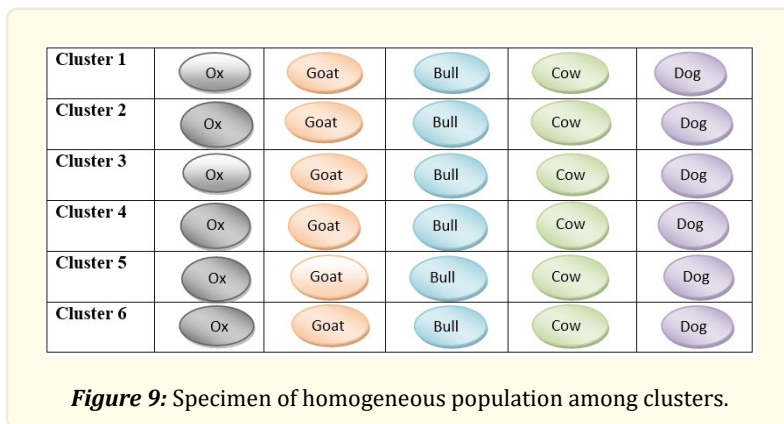 Cluster 1 Ox Goat Bull Cow Dog
Cluster 2 Ox Goat Bull Cow Dog
Cluster 3 Ox Goat Bull Cow Dog
Cluster 4 Ox Goat Bull Cow Dog
Cluster 5 Ox Goat Bull Cow Dog
Cluster 6 Ox Goat Bull Cow Dog
Figure 9: Specimen of homogeneous population among clusters.